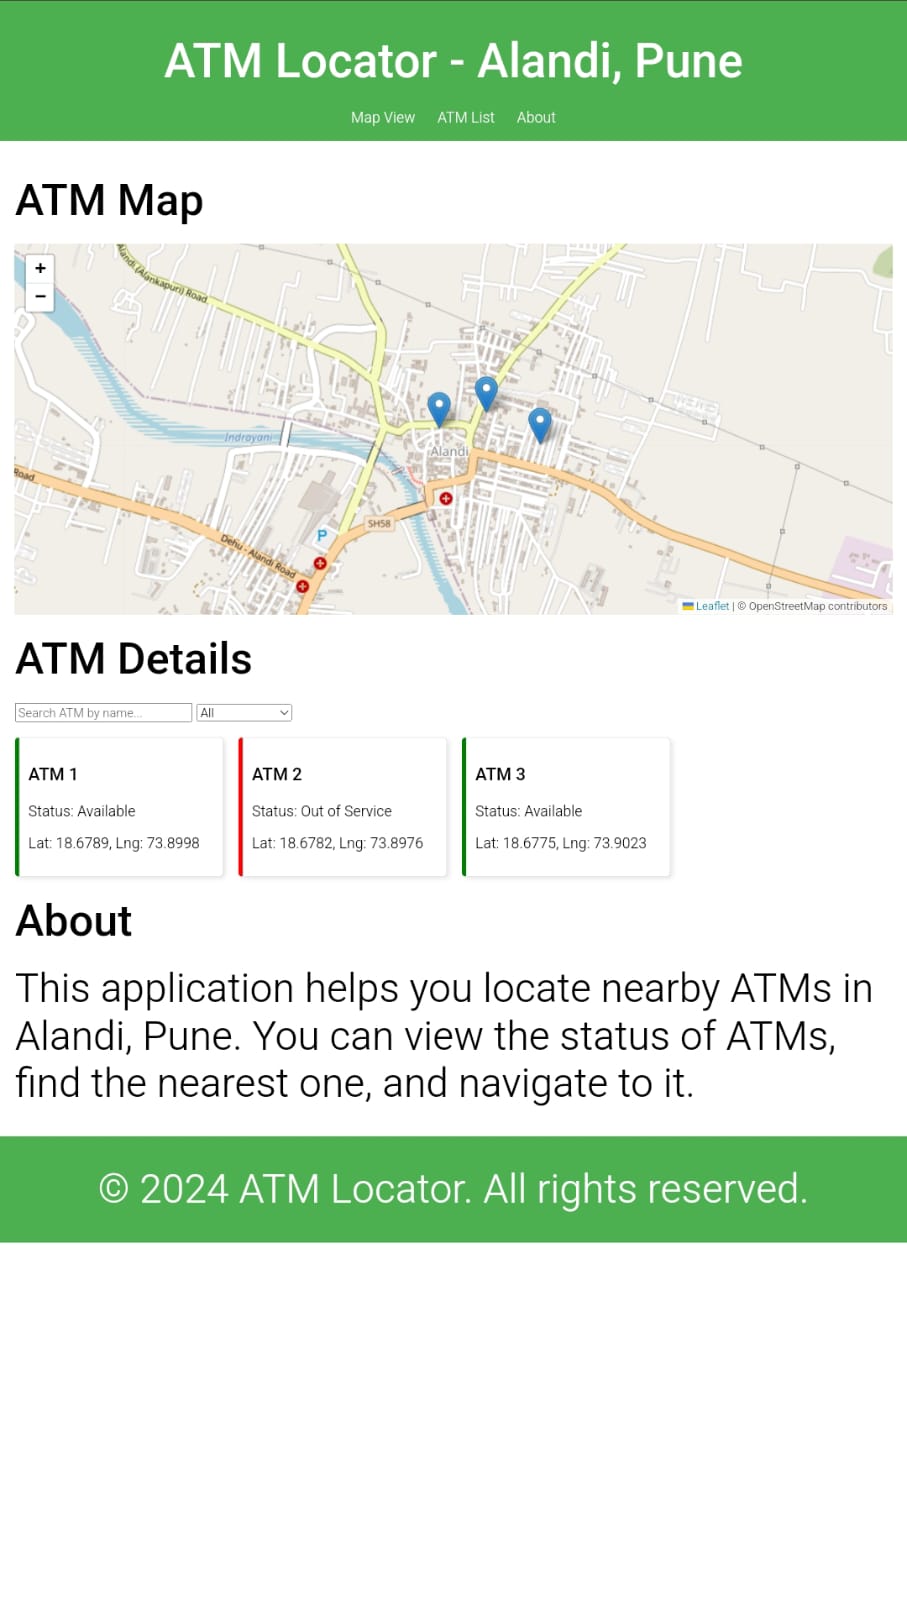 ATM Locator - Alandi, Pune
Map View ATM List About
ATM Map
+
−
Alandi (Alankapuri) Road
Indrayani
Alandi
Road
SH58
P
Dehu - Alandi Road
Leaflet | © OpenStreetMap contributors
ATM Details
Search ATM by name...
All
ATM 1
Status: Available
Lat: 18.6789, Lng: 73.8998
ATM 2
Status: Out of Service
Lat: 18.6782, Lng: 73.8976
ATM 3
Status: Available
Lat: 18.6775, Lng: 73.9023
About
This application helps you locate nearby ATMs in
Alandi, Pune. You can view the status of ATMs,
find the nearest one, and navigate to it.
© 2024 ATM Locator. All rights reserved.